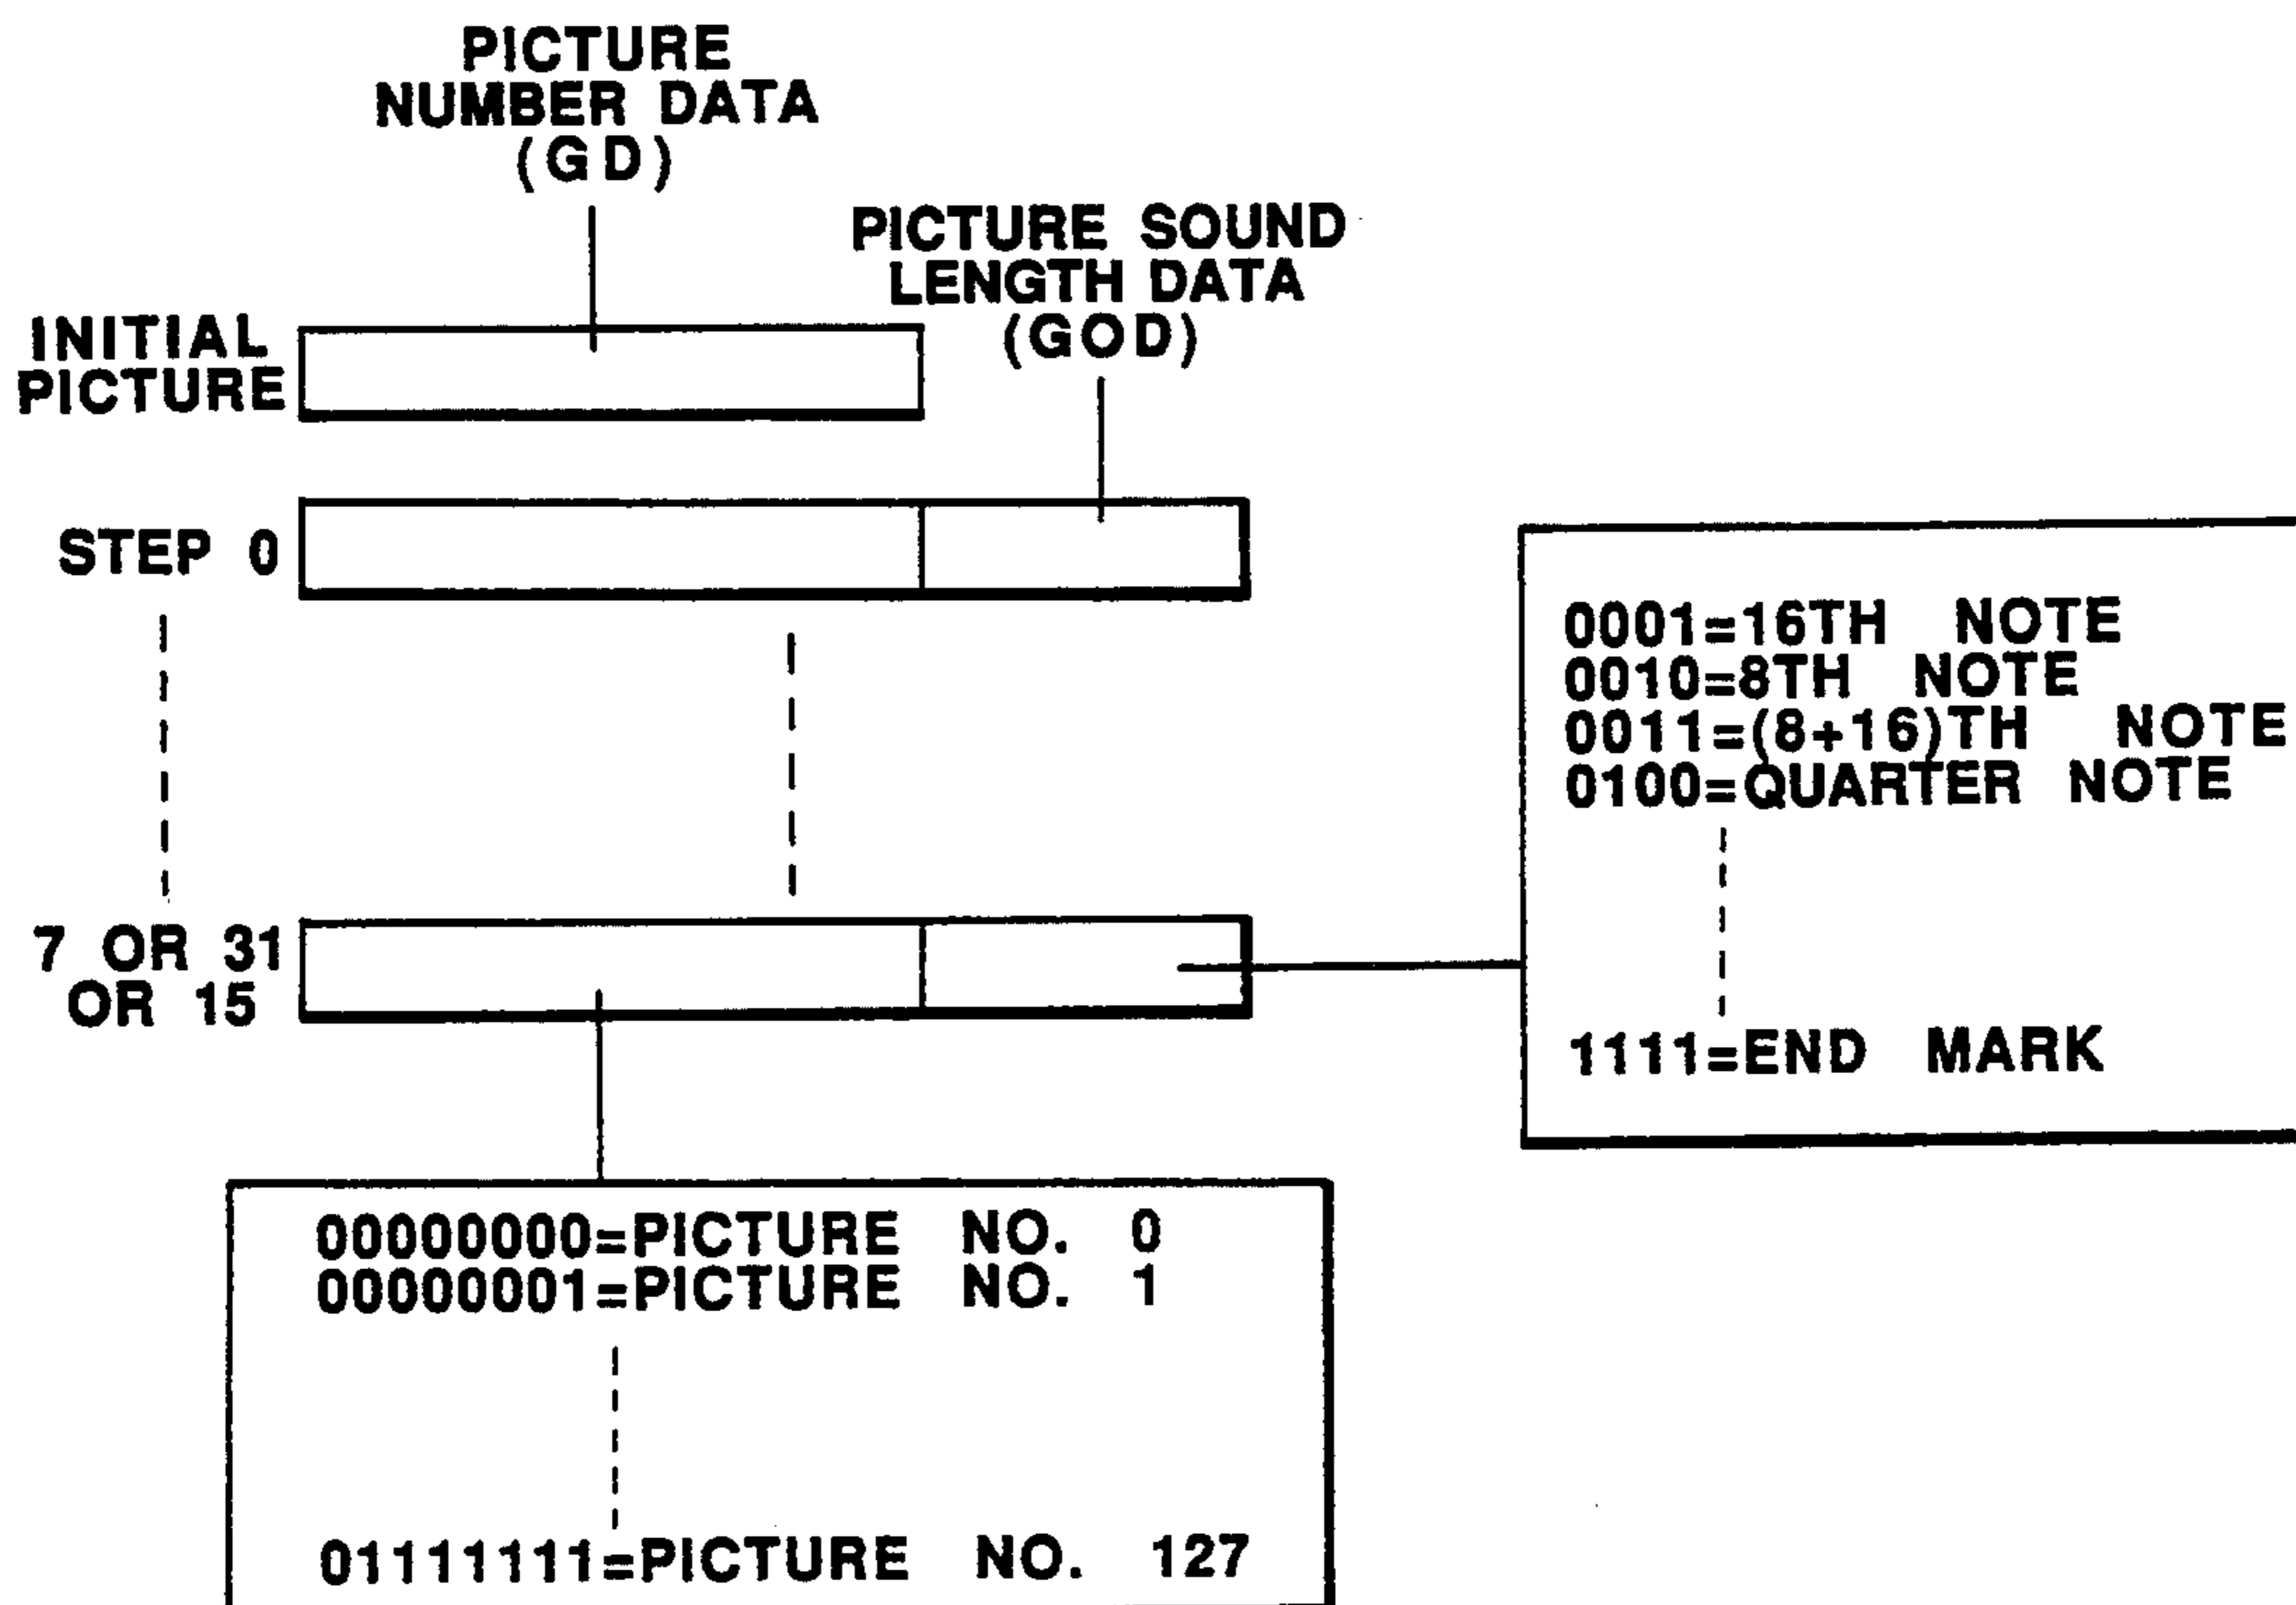 PICTURE
NUMBER DATA
(GD)
PICTURE SOUND
LENGTH DATA
(GOD)
INITIAL
PICTURE
STEP 0
0001=16TH NOTE
0010=8TH NOTE
0011=(8+16)TH NOTE
0100=QUARTER NOTE
7 OR 31
OR 15
1111=END MARK
00000000=PICTURE NO. 0
00000001=PICTURE NO. 1
01111111=PICTURE NO. 127